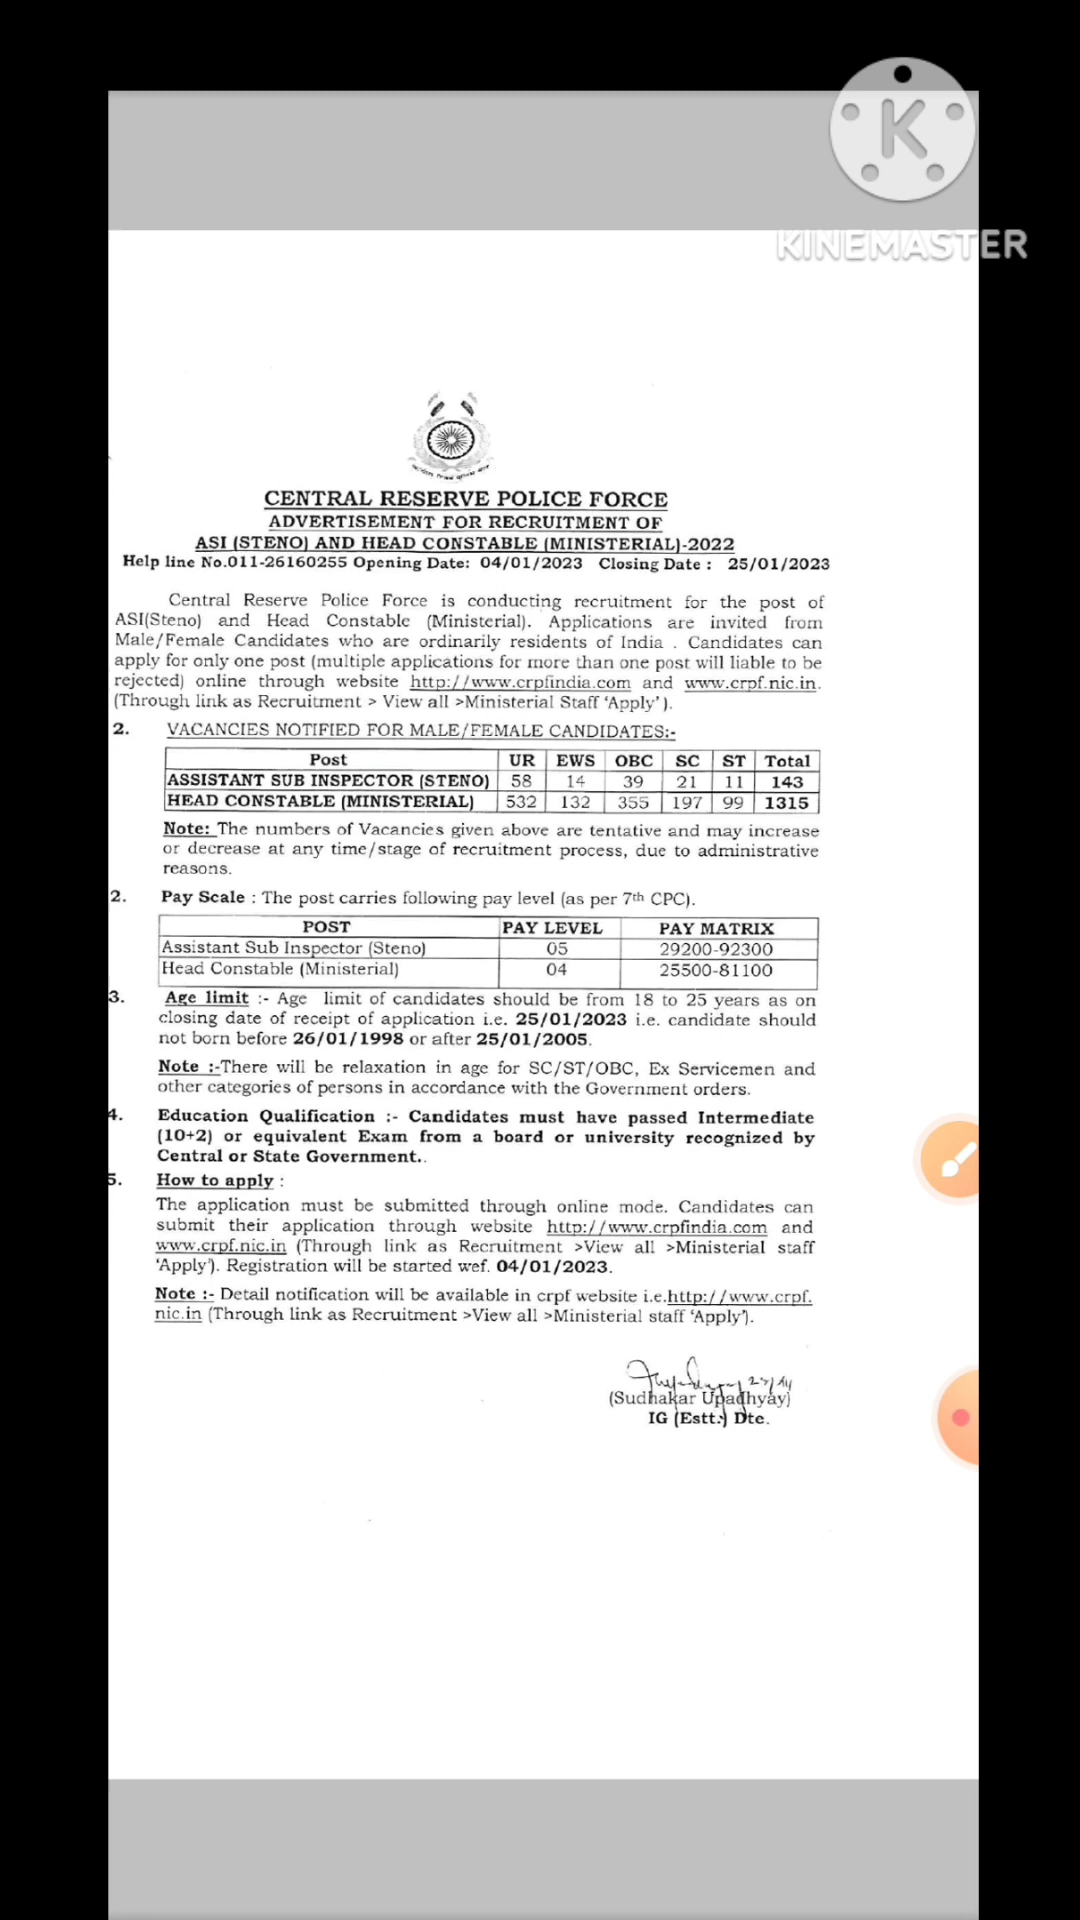 K
KINEMASTER
CENTRAL RESERVE POLICE FORCE
ADVERTISEMENT FOR RECRUITMENT OF
ASI (STENO) AND HEAD CONSTABLE (MINISTERIAL)-2022
Help line No.011-26160255 Opening Date: 04/01/2023 Closing Date : 25/01/2023
Central Reserve Police Force is conducting recruitment for the post of
ASI(Steno) and Head Constable (Ministerial). Applications are invited from
Male/Female Candidates who are ordinarily residents of India . Candidates can
apply for only one post (multiple applications for more than one post will liable to be
rejected) online through website http://www.crpfindia.com and www.crpf.nic.in.
(Through link as Recruitment > View all >Ministerial Staff 'Apply' ).
2. VACANCIES NOTIFIED FOR MALE/FEMALE CANDIDATES:-
Post UR EWS OBC SC ST Total
ASSISTANT SUB INSPECTOR (STENO) 58 14 39 21 11 143
HEAD CONSTABLE (MINISTERIAL) 532 132 355 197 99 1315
Note: The numbers of Vacancies given above are tentative and may increase
or decrease at any time/stage of recruitment process, due to administrative
reasons.
2. Pay Scale : The post carries following pay level (as per 7th CPC).
POST PAY LEVEL PAY MATRIX
Assistant Sub Inspector (Steno) 05 29200-92300
Head Constable (Ministerial) 04 25500-81100
3. Age limit :- Age limit of candidates should be from 18 to 25 years as on
closing date of receipt of application i.e. 25/01/2023 i.e. candidate should
not born before 26/01/1998 or after 25/01/2005.
Note :-There will be relaxation in age for SC/ST/OBC, Ex Servicemen and
other categories of persons in accordance with the Government orders.
4. Education Qualification :- Candidates must have passed Intermediate
(10+2) or equivalent Exam from a board or university recognized by
Central or State Government..
5. How to apply :
The application must be submitted through online mode. Candidates can
submit their application through website http://www.crpfindia.com and
www.crpf.nic.in (Through link as Recruitment >View all >Ministerial staff
'Apply'). Registration will be started wef. 04/01/2023.
Note :- Detail notification will be available in crpf website i.e.http://www.crpf.
nic.in (Through link as Recruitment >View all >Ministerial staff 'Apply').
(Sudhakar Upadhyay)
IG (Estt.) Dte.